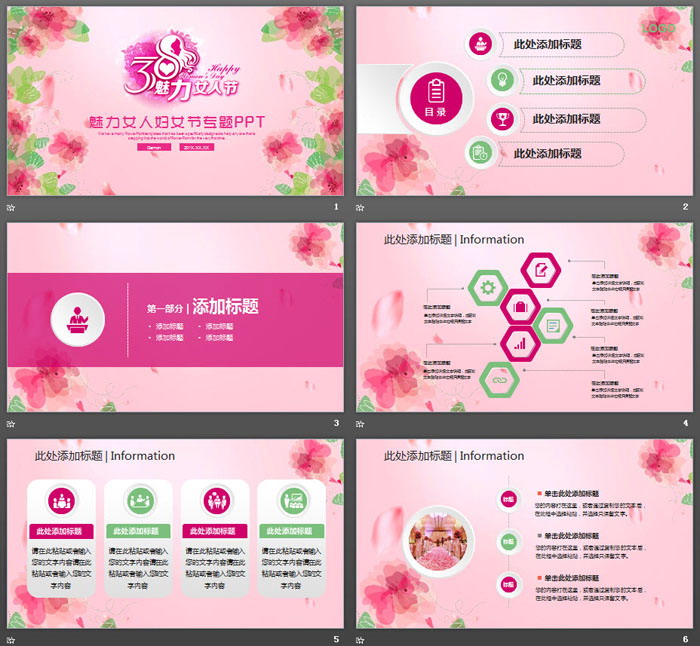 38
Happy
Women's Day
魅力女人节
魅力女人妇女节专题PPT
1
LOGO
目录
此处添加标题
此处添加标题
此处添加标题
此处添加标题
2
第一部分 | 添加标题
• 添加标题 • 添加标题
• 添加标题 • 添加标题
3
此处添加标题 | Information
4
此处添加标题 | Information
此处添加标题
请在此粘贴或者输入
您的文字内容请在此
粘贴或者输入您的文
字内容
此处添加标题
请在此粘贴或者输入
您的文字内容请在此
粘贴或者输入您的文
字内容
此处添加标题
请在此粘贴或者输入
您的文字内容请在此
粘贴或者输入您的文
字内容
此处添加标题
请在此粘贴或者输入
您的文字内容请在此
粘贴或者输入您的文
字内容
5
此处添加标题 | Information
标题
单击此处添加标题
您的内容打在这里，或者通过复制您的文本后，
在此框中选择粘贴，并选择只保留文字。
标题
单击此处添加标题
您的内容打在这里，或者通过复制您的文本后，
在此框中选择粘贴，并选择只保留文字。
标题
单击此处添加标题
您的内容打在这里，或者通过复制您的文本后，
在此框中选择粘贴，并选择只保留文字。
6